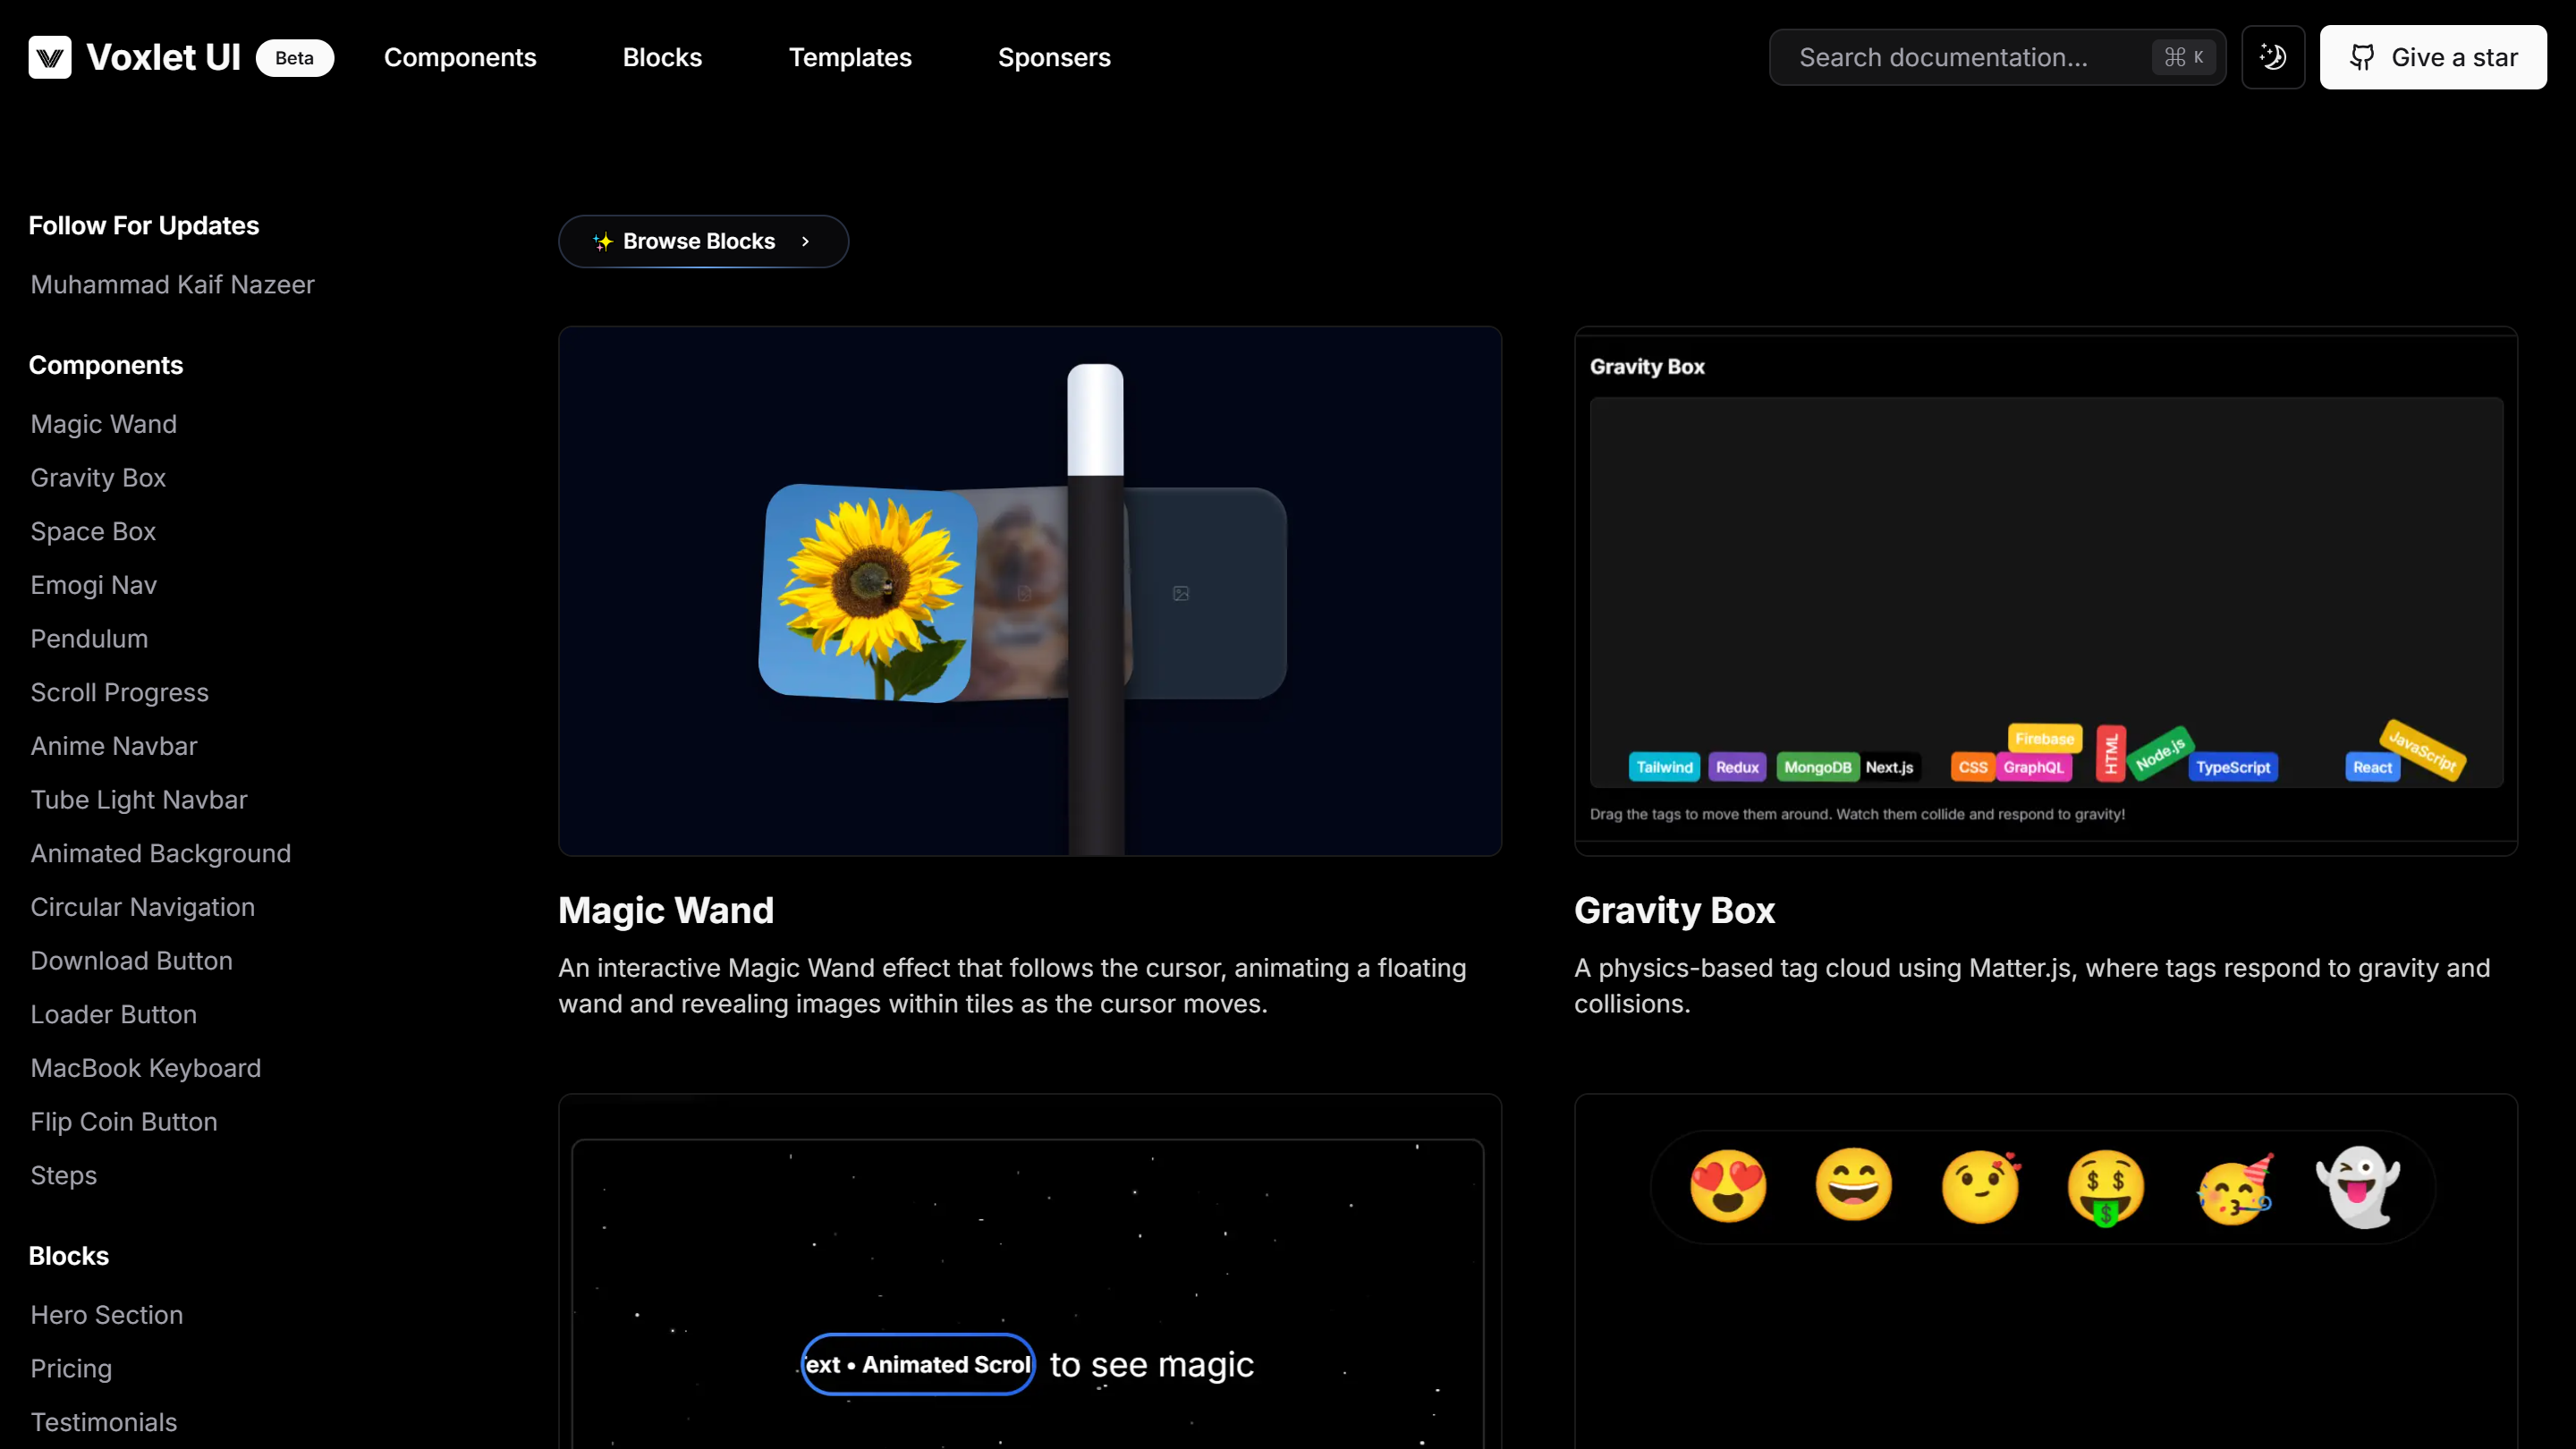 Voxlet UI
Beta
Components
Blocks
Templates
Sponsers
Search documentation...
⌘ K
Give a star
Follow For Updates
Muhammad Kaif Nazeer
Components
Magic Wand
Gravity Box
Space Box
Emogi Nav
Pendulum
Scroll Progress
Anime Navbar
Tube Light Navbar
Animated Background
Circular Navigation
Download Button
Loader Button
MacBook Keyboard
Flip Coin Button
Steps
Blocks
Hero Section
Pricing
Testimonials
✨ Browse Blocks
Gravity Box
Firebase
HTML
Node.js
JavaScript
Tailwind
Redux
MongoDB
Next.js
CSS
GraphQL
TypeScript
React
Drag the tags to move them around. Watch them collide and respond to gravity!
Magic Wand
An interactive Magic Wand effect that follows the cursor, animating a floating
wand and revealing images within tiles as the cursor moves.
Gravity Box
A physics-based tag cloud using Matter.js, where tags respond to gravity and
collisions.
ext • Animated Scrol to see magic